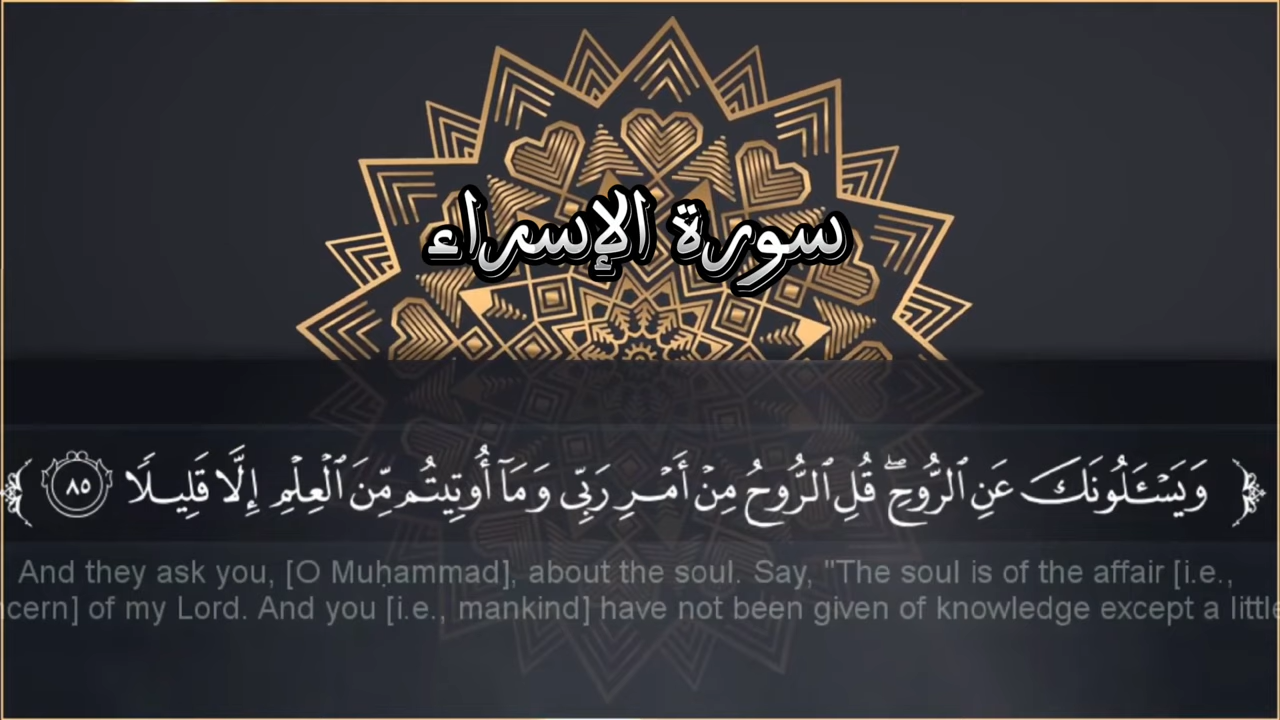 سورة الإسراء
وَيَسْـَٔلُونَكَ عَنِ ٱلرُّوحِ ۖ قُلِ ٱلرُّوحُ مِنْ أَمْرِ رَبِّى وَمَآ أُوتِيتُم مِّنَ ٱلْعِلْمِ إِلَّا قَلِيلًا ٨٥
And they ask you, [O Muḥammad], about the soul. Say, "The soul is of the affair [i.e.,
cern] of my Lord. And you [i.e., mankind] have not been given of knowledge except a little